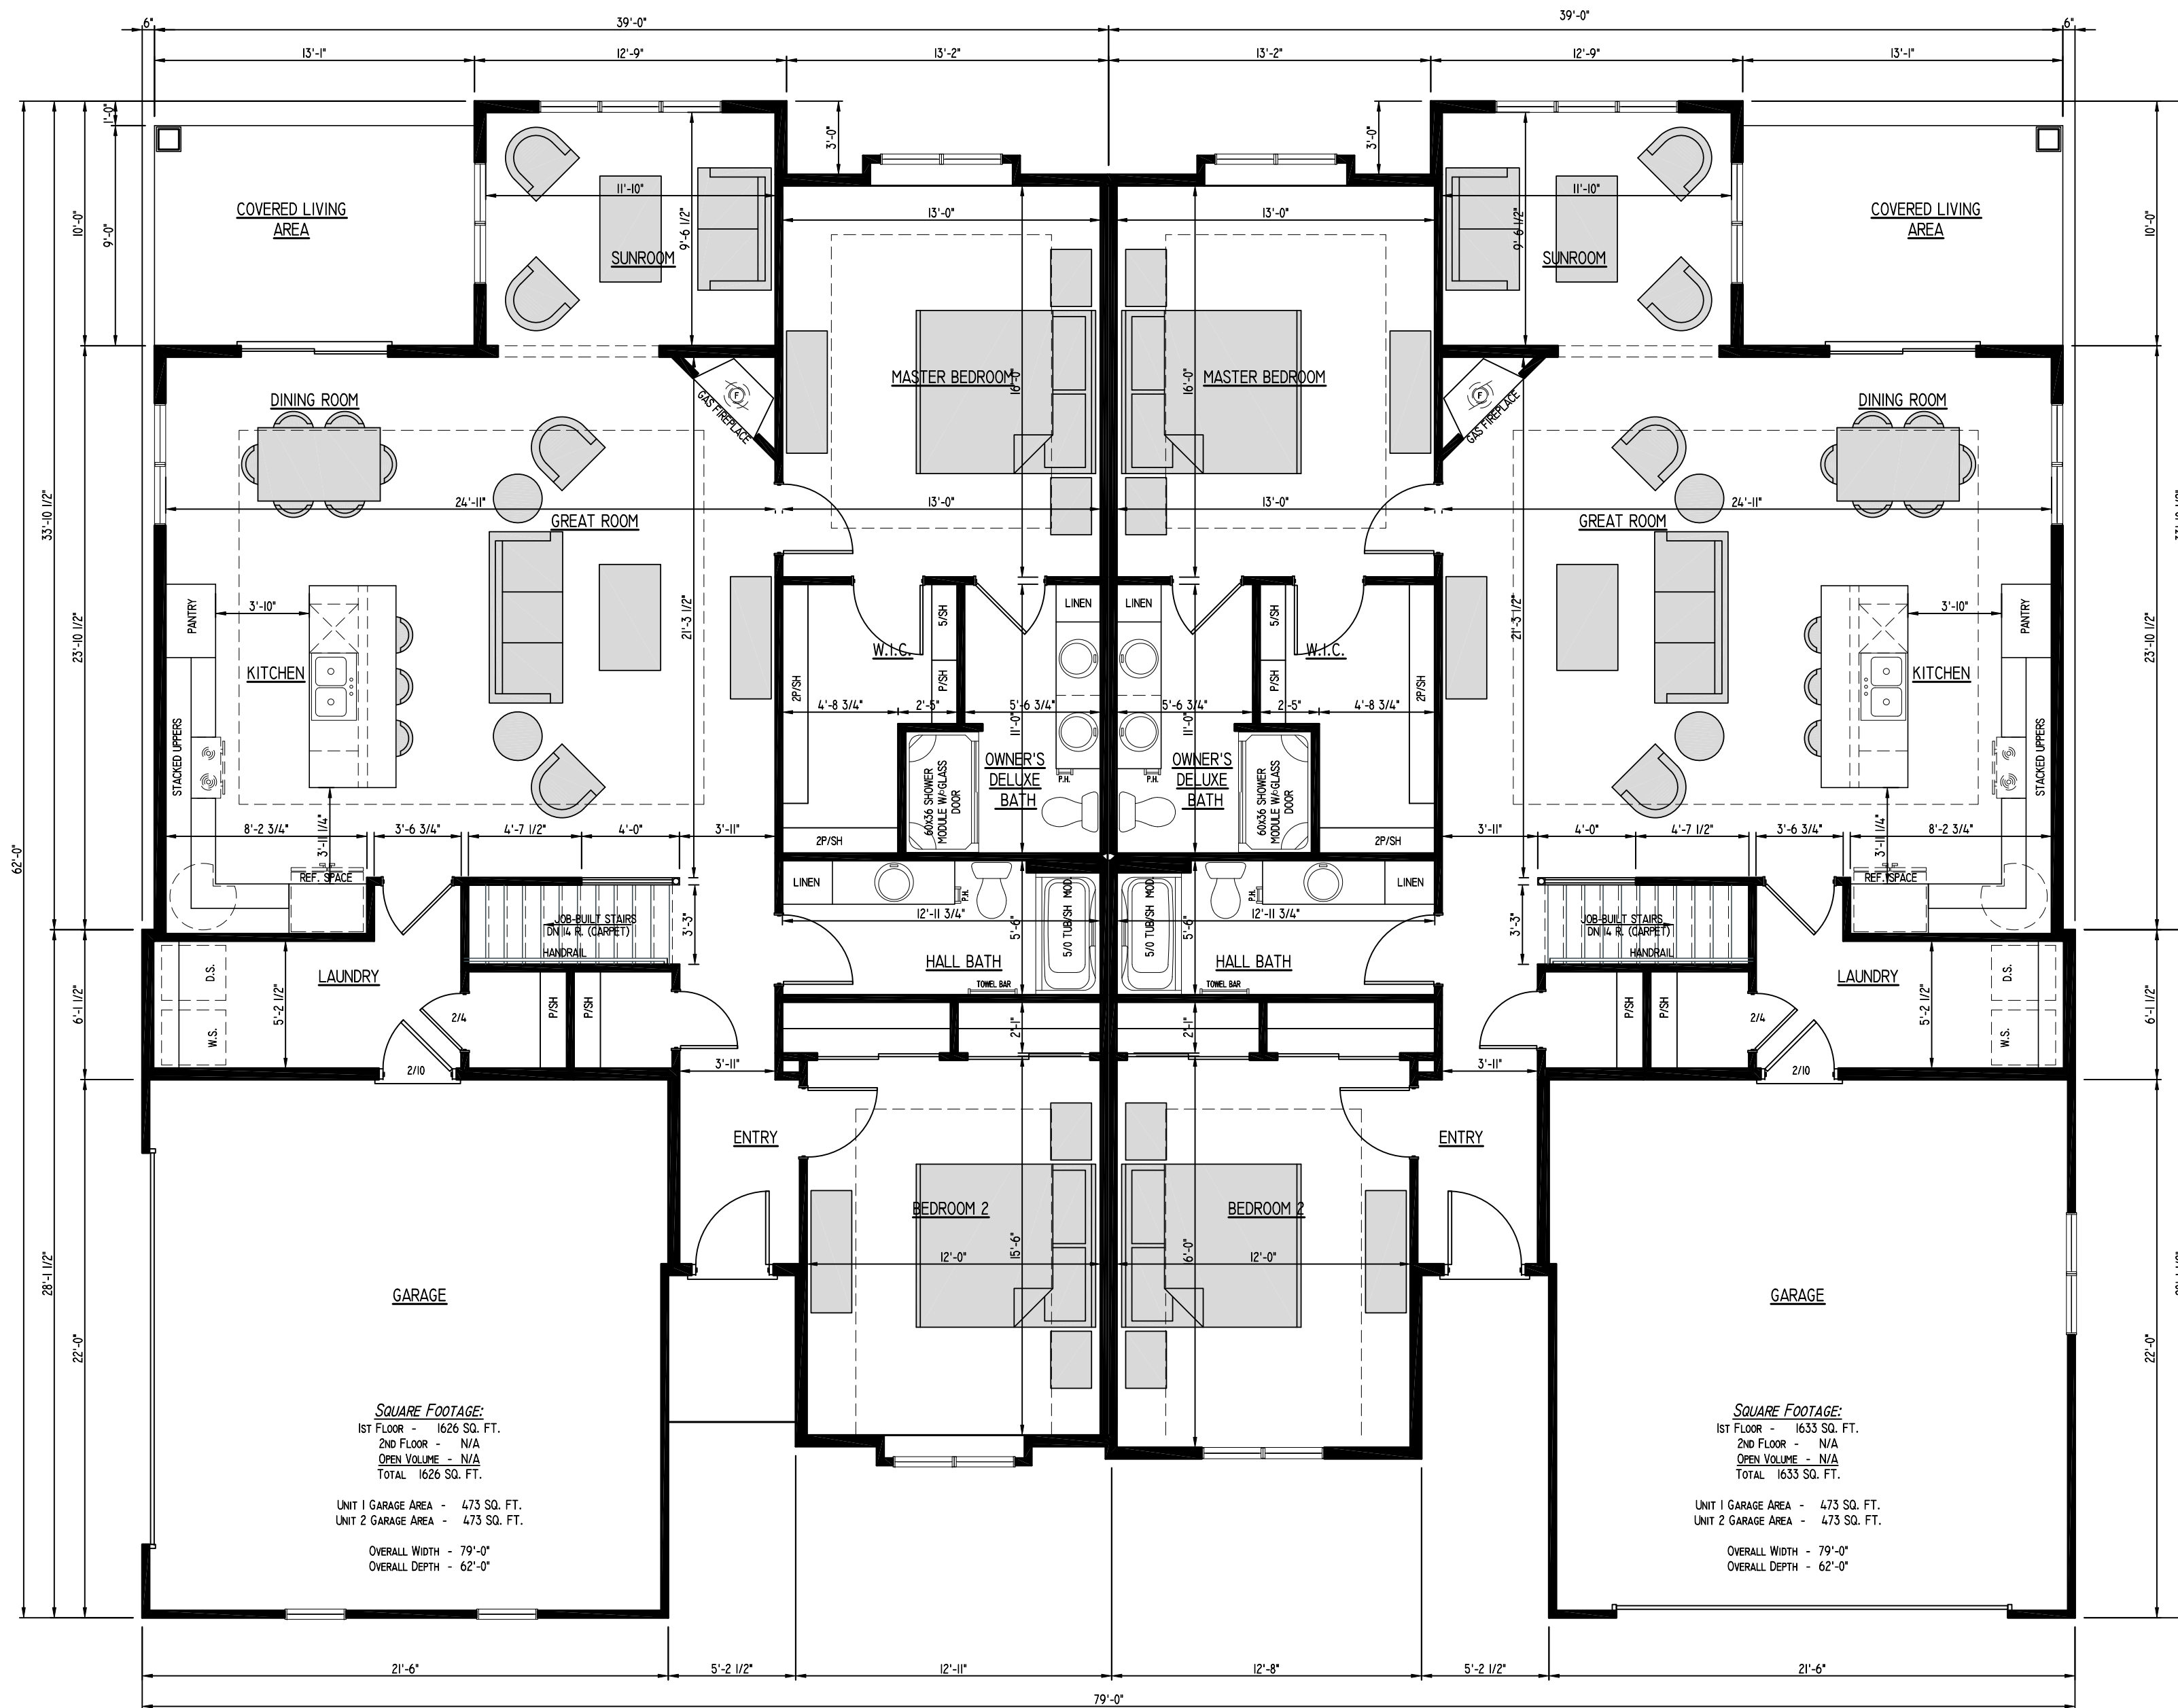 6"
39'-0"
39'-0"
6"
13'-1"
12'-9"
13'-2"
13'-2"
12'-9"
13'-1"
1'-0"
3'-0"
3'-0"
10'-0"
9'-0"
COVERED LIVING
AREA
11'-10"
9'-6 1/2"
SUNROOM
13'-0"
13'-0"
11'-10"
9'-6 1/2"
SUNROOM
COVERED LIVING
AREA
10'-0"
DINING ROOM
GAS FIREPLACE
F
MASTER BEDROOM
16'-0"
MASTER BEDROOM
16'-0"
GAS FIREPLACE
F
DINING ROOM
33'-10 1/2"
24'-11"
GREAT ROOM
13'-0"
13'-0"
GREAT ROOM
24'-11"
23'-10 1/2"
PANTRY
3'-10"
21'-3 1/2"
5/SH
LINEN
LINEN
5/SH
21'-3 1/2"
3'-10"
PANTRY
23'-10 1/2"
KITCHEN
W.I.C.
2P/SH
P/SH
P/SH
W.I.C.
2P/SH
KITCHEN
4'-8 3/4"
2'-5"
5'-6 3/4"
11'-0"
5'-6 3/4"
11'-0"
2'-5"
4'-8 3/4"
STACKED UPPERS
60X36 SHOWER
MODULE W/GLASS
DOOR
OWNER'S
DELUXE
BATH
P.H.
P.H.
OWNER'S
DELUXE
BATH
60X36 SHOWER
MODULE W/GLASS
DOOR
STACKED UPPERS
8'-2 3/4"
3'-11 1/4"
3'-6 3/4"
4'-7 1/2"
4'-0"
3'-11"
2P/SH
2P/SH
3'-11"
4'-0"
4'-7 1/2"
3'-6 3/4"
3'-11 1/4"
8'-2 3/4"
62'-0"
REF. SPACE
LINEN
P.H.
5/0 TUB/SH MOD.
5/0 TUB/SH MOD.
P.H.
LINEN
REF. SPACE
JOB-BUILT STAIRS
DN 14 R. (CARPET)
HANDRAIL
3'-3"
12'-11 3/4"
5'-6"
12'-11 3/4"
5'-6"
3'-3"
JOB-BUILT STAIRS
DN 14 R. (CARPET)
HANDRAIL
6'-1 1/2"
D.S.
W.S.
LAUNDRY
5'-2 1/2"
HALL BATH
TOWEL BAR
HALL BATH
TOWEL BAR
LAUNDRY
5'-2 1/2"
D.S.
W.S.
6'-1 1/2"
2/4
P/SH
P/SH
2'-1"
2'-1"
P/SH
P/SH
2/4
2/10
3'-11"
3'-11"
2/10
ENTRY
ENTRY
BEDROOM 2
12'-0"
15'-6"
BEDROOM 2
12'-0"
GARAGE
GARAGE
28'-1 1/2"
22'-0"
22'-0"
SQUARE FOOTAGE:
1ST FLOOR - 1626 SQ. FT.
2ND FLOOR - N/A
OPEN VOLUME - N/A
TOTAL 1626 SQ. FT.
UNIT 1 GARAGE AREA - 473 SQ. FT.
UNIT 2 GARAGE AREA - 473 SQ. FT.
OVERALL WIDTH - 79'-0"
OVERALL DEPTH - 62'-0"
SQUARE FOOTAGE:
1ST FLOOR - 1633 SQ. FT.
2ND FLOOR - N/A
OPEN VOLUME - N/A
TOTAL 1633 SQ. FT.
UNIT 1 GARAGE AREA - 473 SQ. FT.
UNIT 2 GARAGE AREA - 473 SQ. FT.
OVERALL WIDTH - 79'-0"
OVERALL DEPTH - 62'-0"
21'-6"
5'-2 1/2"
12'-11"
12'-8"
5'-2 1/2"
21'-6"
79'-0"